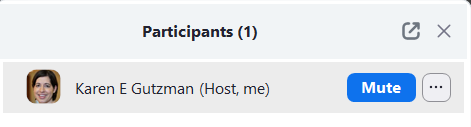 Participants (1)
Karen E Gutzman (Host, me) Mute ...